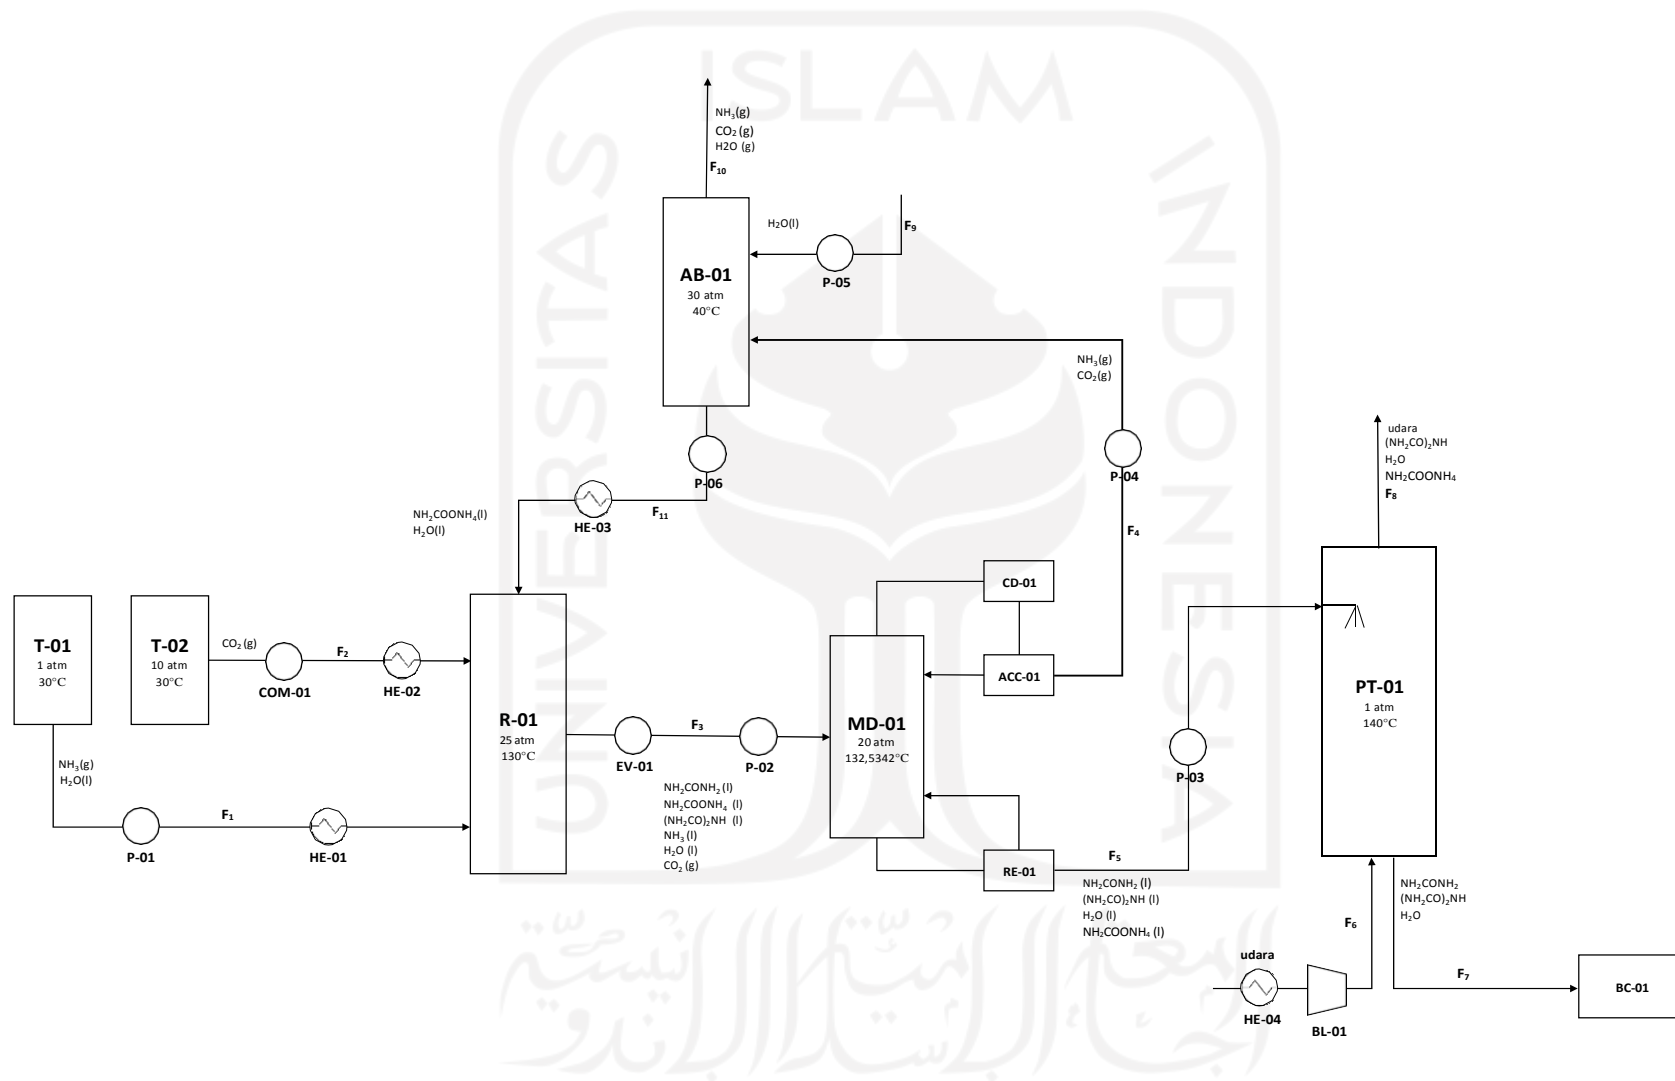 ISLAM
UNIVERSITAS
INDONESIA
NH₃(g)
CO₂ (g)
H2O (g)
F₁₀
H₂O(l)
F₉
P-05
AB-01
30 atm
40°C
NH₃(g)
CO₂(g)
P-04
F₄
P-06
F₁₁
HE-03
NH₂COONH₄(l)
H₂O(l)
udara
(NH₂CO)₂NH
H₂O
NH₂COONH₄
F₈
T-01
1 atm
30°C
T-02
10 atm
30°C
CO₂ (g)
COM-01
F₂
HE-02
R-01
25 atm
130°C
NH₃(g)
H₂O(l)
P-01
F₁
HE-01
EV-01
F₃
P-02
NH₂CONH₂ (l)
NH₂COONH₄ (l)
(NH₂CO)₂NH (l)
NH₃ (l)
H₂O (l)
CO₂ (g)
MD-01
20 atm
132,5342°C
CD-01
ACC-01
RE-01
F₅
NH₂CONH₂ (l)
(NH₂CO)₂NH (l)
H₂O (l)
NH₂COONH₄ (l)
P-03
PT-01
1 atm
140°C
NH₂CONH₂
(NH₂CO)₂NH
H₂O
F₆
udara
HE-04
BL-01
F₇
BC-01